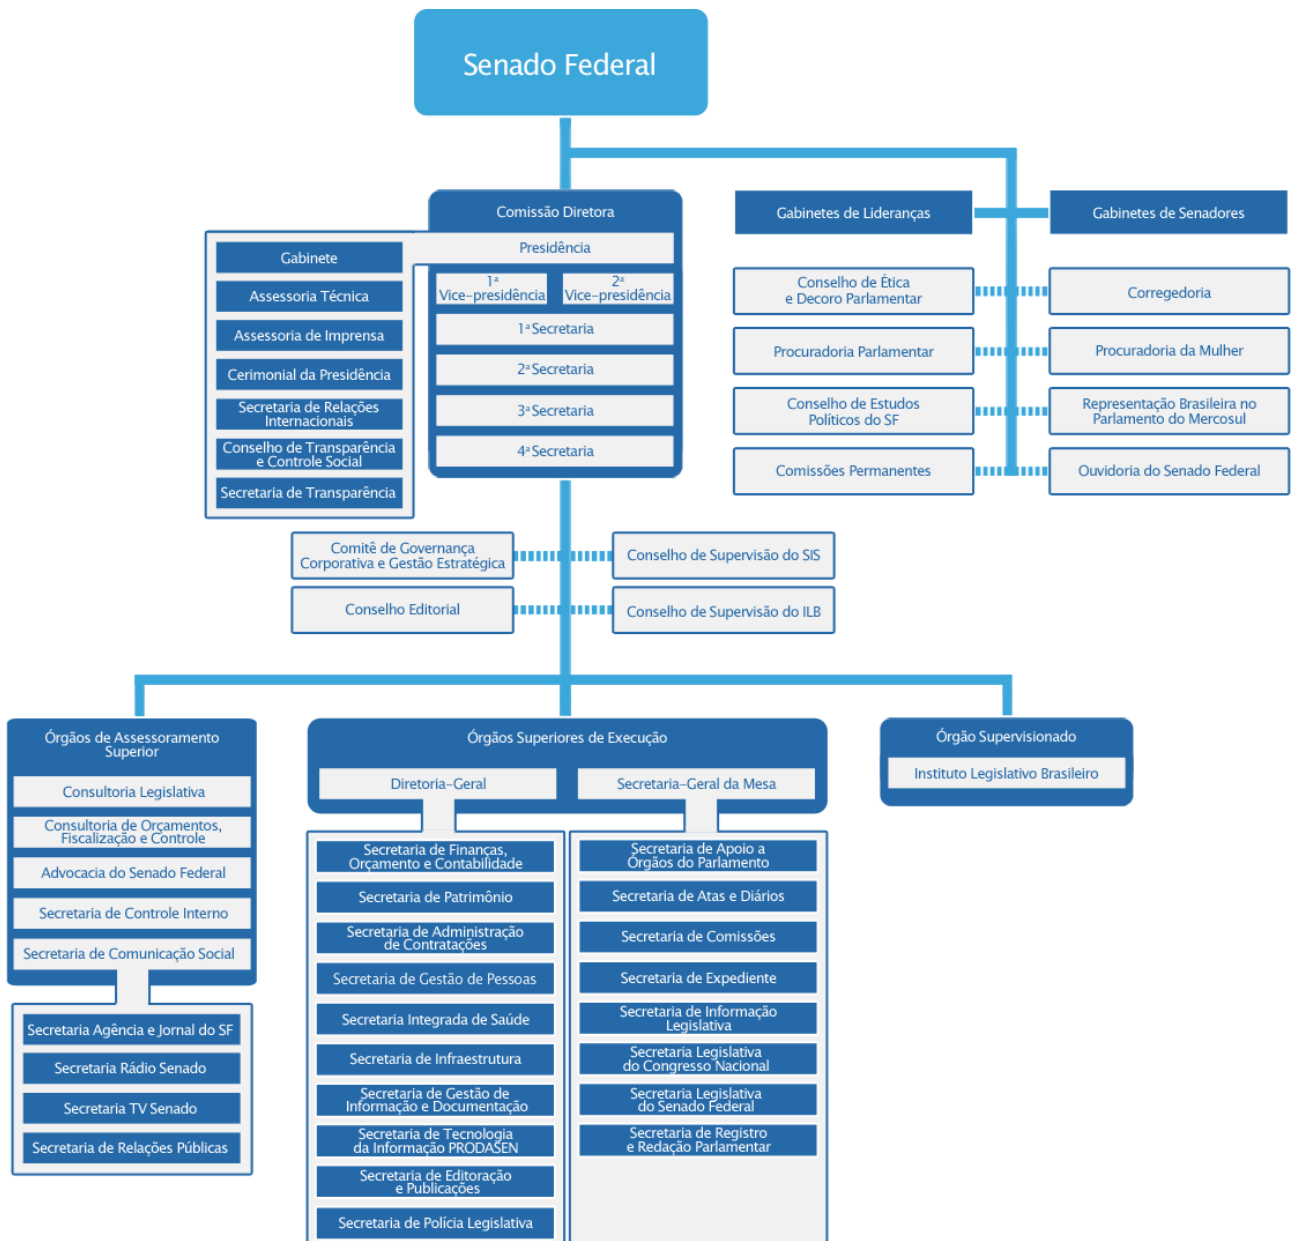 Senado Federal
Comissão Diretora
Presidência
1ª
Vice-presidência
2ª
Vice-presidência
1ª Secretaria
2ª Secretaria
3ª Secretaria
4ª Secretaria
Gabinete
Assessoria Técnica
Assessoria de Imprensa
Cerimonial da Presidência
Secretaria de Relações
Internacionais
Conselho de Transparência
e Controle Social
Secretaria de Transparência
Gabinetes de Lideranças
Gabinetes de Senadores
Conselho de Ética
e Decoro Parlamentar
Corregedoria
Procuradoria Parlamentar
Procuradoria da Mulher
Conselho de Estudos
Políticos do SF
Representação Brasileira no
Parlamento do Mercosul
Comissões Permanentes
Ouvidoria do Senado Federal
Comitê de Governança
Corporativa e Gestão Estratégica
Conselho de Supervisão do SIS
Conselho Editorial
Conselho de Supervisão do ILB
Órgãos de Assessoramento
Superior
Consultoria Legislativa
Consultoria de Orçamentos,
Fiscalização e Controle
Advocacia do Senado Federal
Secretaria de Controle Interno
Secretaria de Comunicação Social
Secretaria Agência e Jornal do SF
Secretaria Rádio Senado
Secretaria TV Senado
Secretaria de Relações Públicas
Órgãos Superiores de Execução
Diretoria-Geral
Secretaria de Finanças,
Orçamento e Contabilidade
Secretaria de Patrimônio
Secretaria de Administração
de Contratações
Secretaria de Gestão de Pessoas
Secretaria Integrada de Saúde
Secretaria de Infraestrutura
Secretaria de Gestão de
Informação e Documentação
Secretaria de Tecnologia
da Informação PRODASEN
Secretaria de Editoração
e Publicações
Secretaria de Polícia Legislativa
Secretaria-Geral da Mesa
Secretaria de Apoio a
Órgãos do Parlamento
Secretaria de Atas e Diários
Secretaria de Comissões
Secretaria de Expediente
Secretaria de Informação
Legislativa
Secretaria Legislativa
do Congresso Nacional
Secretaria Legislativa
do Senado Federal
Secretaria de Registro
e Redação Parlamentar
Órgão Supervisionado
Instituto Legislativo Brasileiro